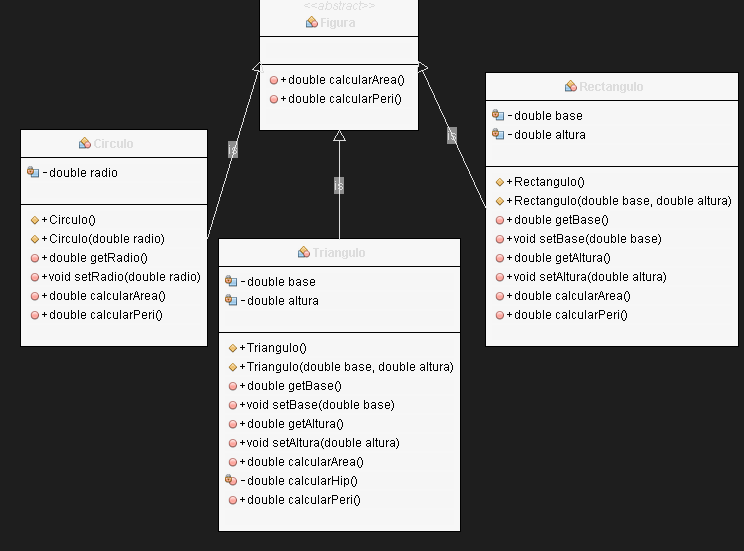 <<abstract>>
Figura
+double calcularArea()
+double calcularPeri()
is
is
is
Circulo
-double radio
+Circulo()
+Circulo(double radio)
+double getRadio()
+void setRadio(double radio)
+double calcularArea()
+double calcularPeri()
Triangulo
-double base
-double altura
+Triangulo()
+Triangulo(double base, double altura)
+double getBase()
+void setBase(double base)
+double getAltura()
+void setAltura(double altura)
+double calcularArea()
-double calcularHip()
+double calcularPeri()
Rectangulo
-double base
-double altura
+Rectangulo()
+Rectangulo(double base, double altura)
+double getBase()
+void setBase(double base)
+double getAltura()
+void setAltura(double altura)
+double calcularArea()
+double calcularPeri()